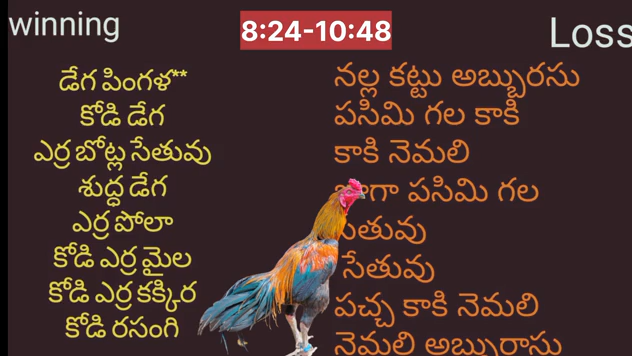 winning
8:24-10:48
Loss
డేగ పింగళ**
కోడి డేగ
ఎర్ర బోట్ల సేతువు
శుద్ధ డేగ
ఎర్ర పోలా
కోడి ఎర్ర మైల
కోడి ఎర్ర కక్కిర
కోడి రసంగి
నల్ల కట్టు అబ్బురసు
పసిమి గల కాకి
కాకి నెమలి
పసిమి గల
సేతువు
సేతువు
పచ్చ కాకి నెమలి
నెమలి అబ్బురాసు